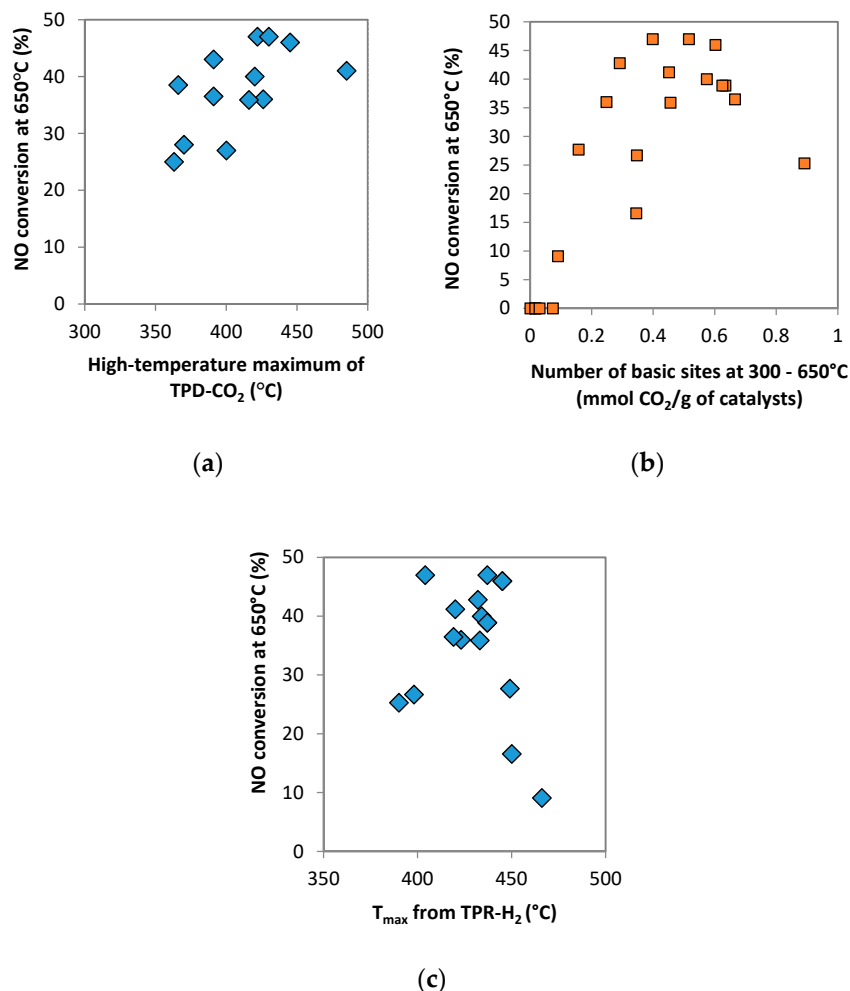 (a)
NO conversion at 650°C (%)
50
40
30
20
10
0
300 350 400 450 500
High-temperature maximum of
TPD-CO₂ (°C)
(b)
NO conversion at 650°C (%)
50
45
40
35
30
25
20
15
10
5
0
0 0.2 0.4 0.6 0.8 1
Number of basic sites at 300 - 650°C
(mmol CO₂/g of catalysts)
(a)
(b)
NO conversion at 650°C (%)
50
40
30
20
10
0
350 400 450 500
Tmax from TPR-H₂ (°C)
(c)